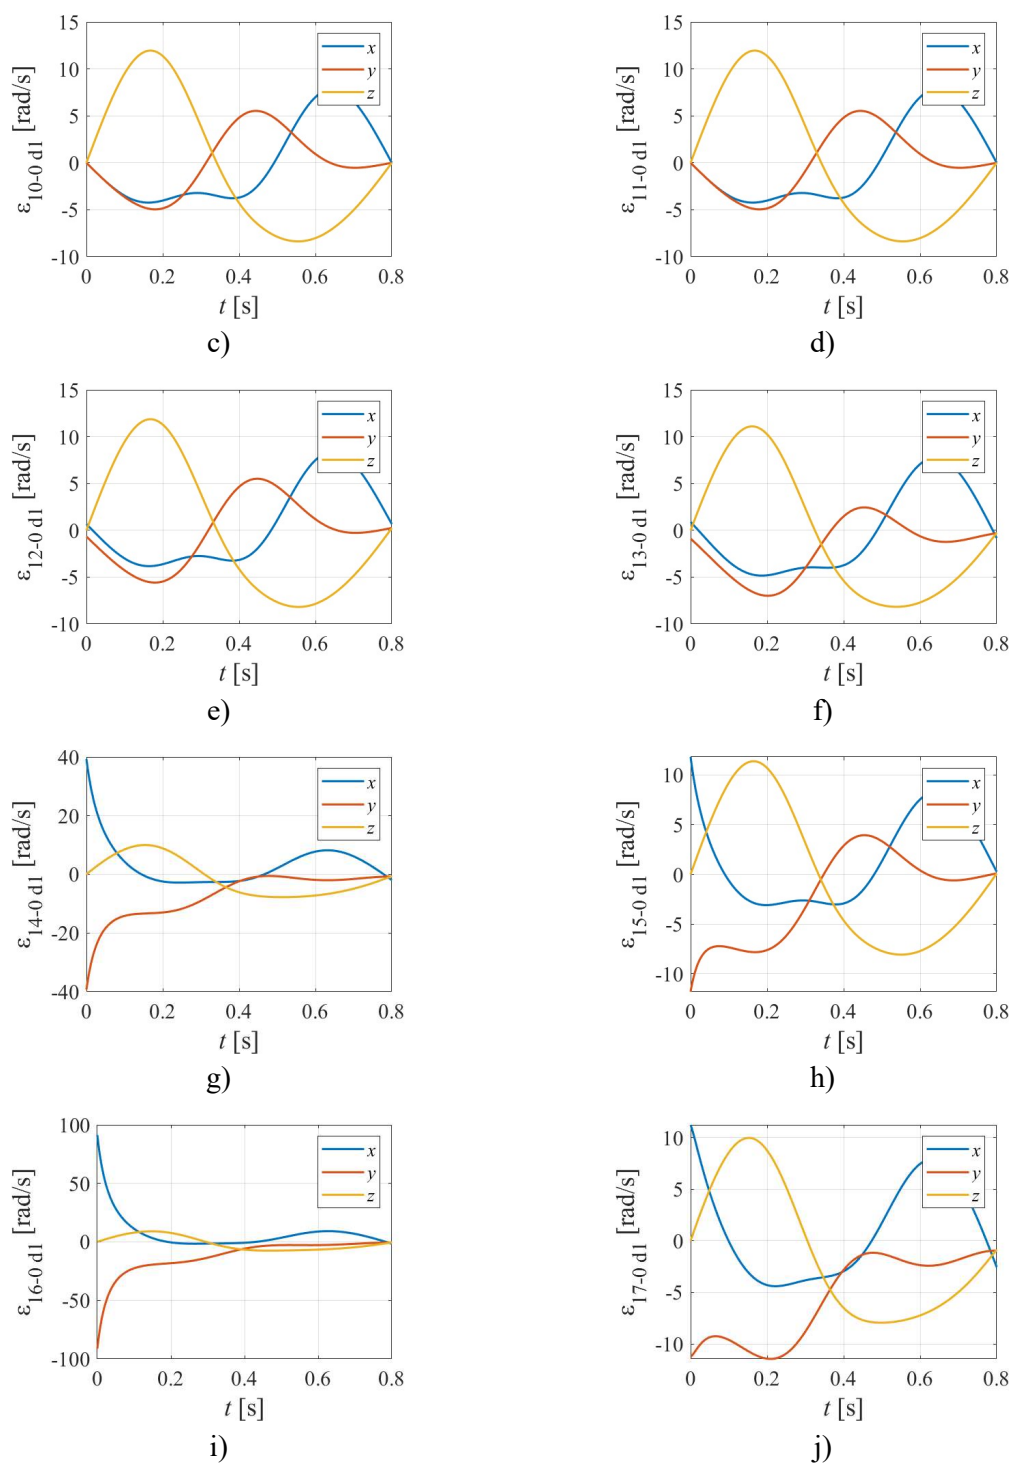 15
10
5
0
-5
-10
ε10-0 d1 [rad/s]
x
y
z
0 0.2 0.4 0.6 0.8
t [s]
c)
15
10
5
0
-5
-10
ε11-0 d1 [rad/s]
x
y
z
0 0.2 0.4 0.6 0.8
t [s]
d)
15
10
5
0
-5
-10
ε12-0 d1 [rad/s]
x
y
z
0 0.2 0.4 0.6 0.8
t [s]
e)
15
10
5
0
-5
-10
ε13-0 d1 [rad/s]
x
y
z
0 0.2 0.4 0.6 0.8
t [s]
f)
40
20
0
-20
-40
ε14-0 d1 [rad/s]
x
y
z
0 0.2 0.4 0.6 0.8
t [s]
g)
10
5
0
-5
-10
ε15-0 d1 [rad/s]
x
y
z
0 0.2 0.4 0.6 0.8
t [s]
h)
100
50
0
-50
-100
ε16-0 d1 [rad/s]
x
y
z
0 0.2 0.4 0.6 0.8
t [s]
i)
10
5
0
-5
-10
ε17-0 d1 [rad/s]
x
y
z
0 0.2 0.4 0.6 0.8
t [s]
j)